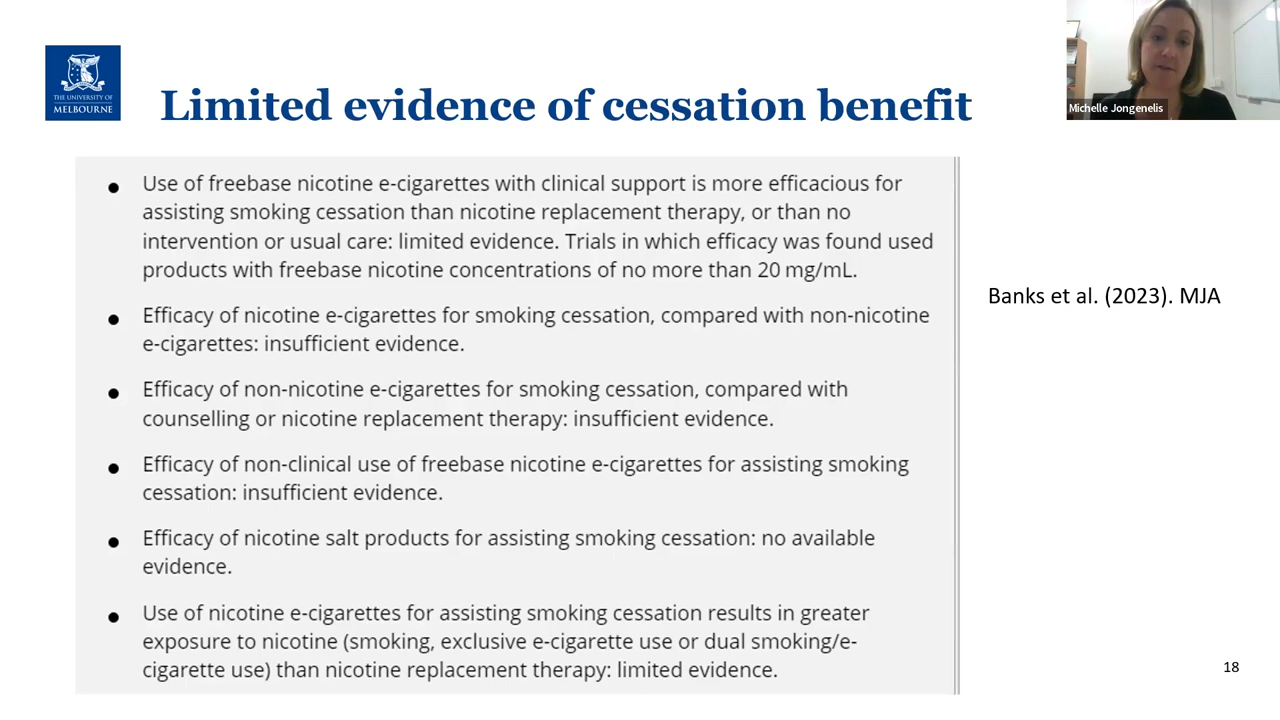 THE UNIVERSITY OF
MELBOURNE
Limited evidence of cessation benefit
Michelle Jongenelis
• Use of freebase nicotine e-cigarettes with clinical support is more efficacious for
assisting smoking cessation than nicotine replacement therapy, or than no
intervention or usual care: limited evidence. Trials in which efficacy was found used
products with freebase nicotine concentrations of no more than 20 mg/mL.
• Efficacy of nicotine e-cigarettes for smoking cessation, compared with non-nicotine
e-cigarettes: insufficient evidence.
• Efficacy of non-nicotine e-cigarettes for smoking cessation, compared with
counselling or nicotine replacement therapy: insufficient evidence.
• Efficacy of non-clinical use of freebase nicotine e-cigarettes for assisting smoking
cessation: insufficient evidence.
• Efficacy of nicotine salt products for assisting smoking cessation: no available
evidence.
• Use of nicotine e-cigarettes for assisting smoking cessation results in greater
exposure to nicotine (smoking, exclusive e-cigarette use or dual smoking/e-
cigarette use) than nicotine replacement therapy: limited evidence.
Banks et al. (2023). MJA
18